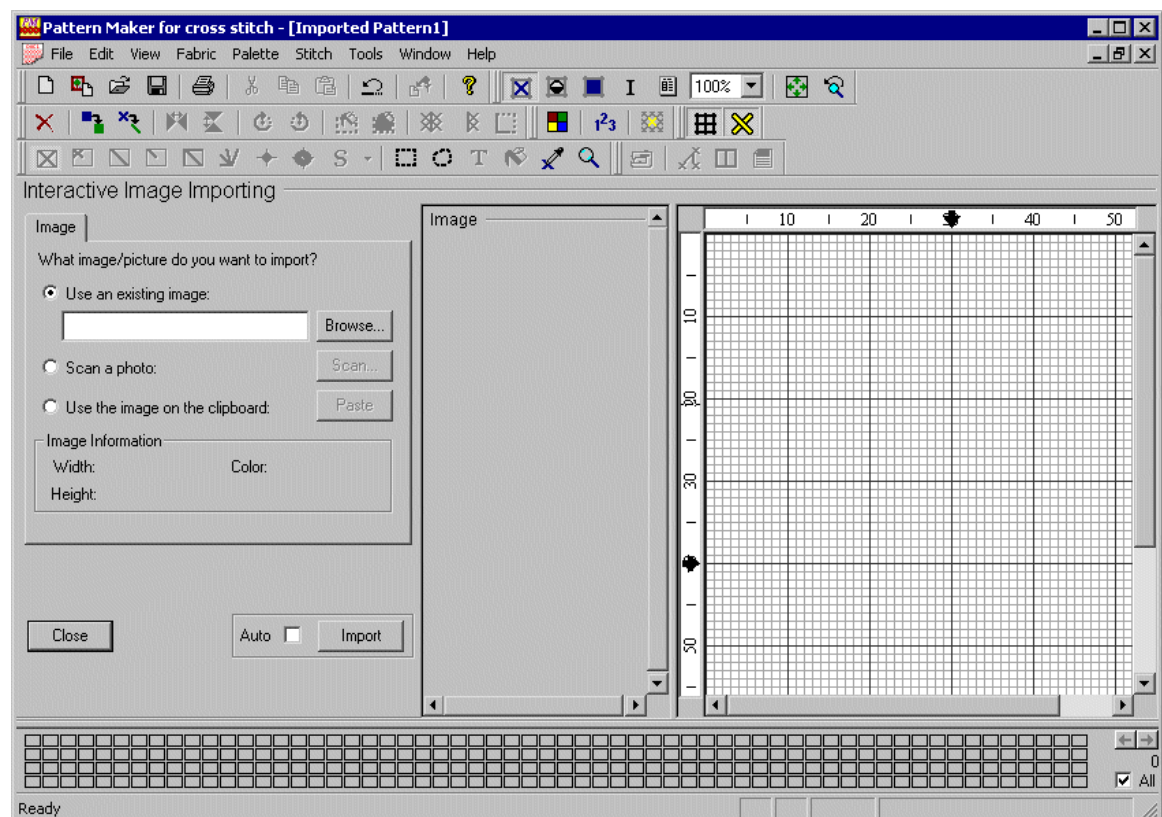 Pattern Maker for cross stitch - [Imported Pattern1]
File Edit View Fabric Palette Stitch Tools Window Help
100%
123
S T
Interactive Image Importing
Image
Image
10 20 40 50
What image/picture do you want to import?
Use an existing image:
Browse...
10
Scan a photo:
Scan...
Use the image on the clipboard:
Paste
Image Information
Width: Color:
Height:
30
Close
Auto Import
50
0
All
Ready